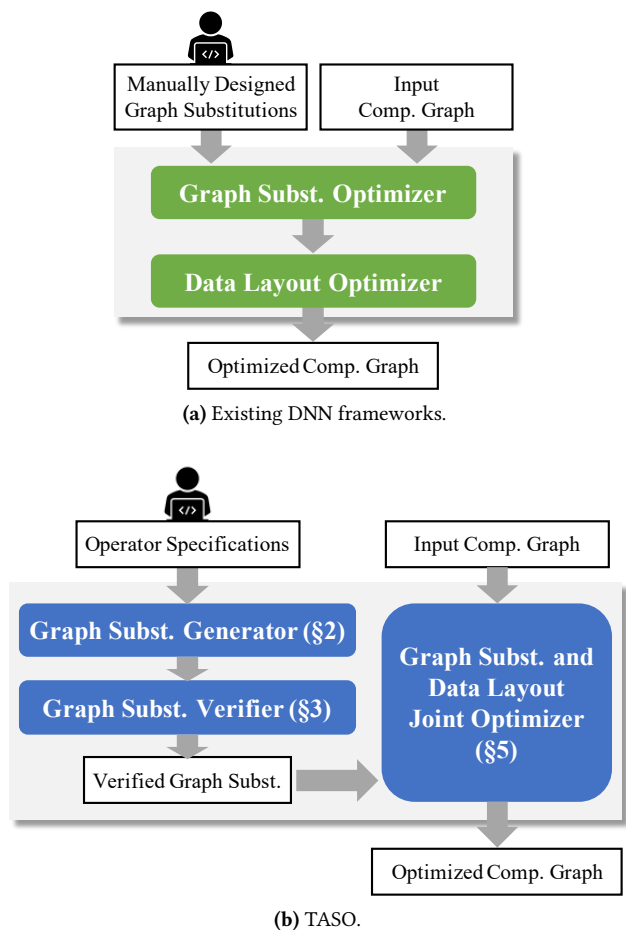 </>
Manually Designed
Graph Substitutions
Input
Comp. Graph
Graph Subst. Optimizer
Data Layout Optimizer
Optimized Comp. Graph
(a) Existing DNN frameworks.
</>
Operator Specifications
Input Comp. Graph
Graph Subst. Generator (§2)
Graph Subst. Verifier (§3)
Verified Graph Subst.
Graph Subst. and
Data Layout
Joint Optimizer
(§5)
Optimized Comp. Graph
(b) TASO.